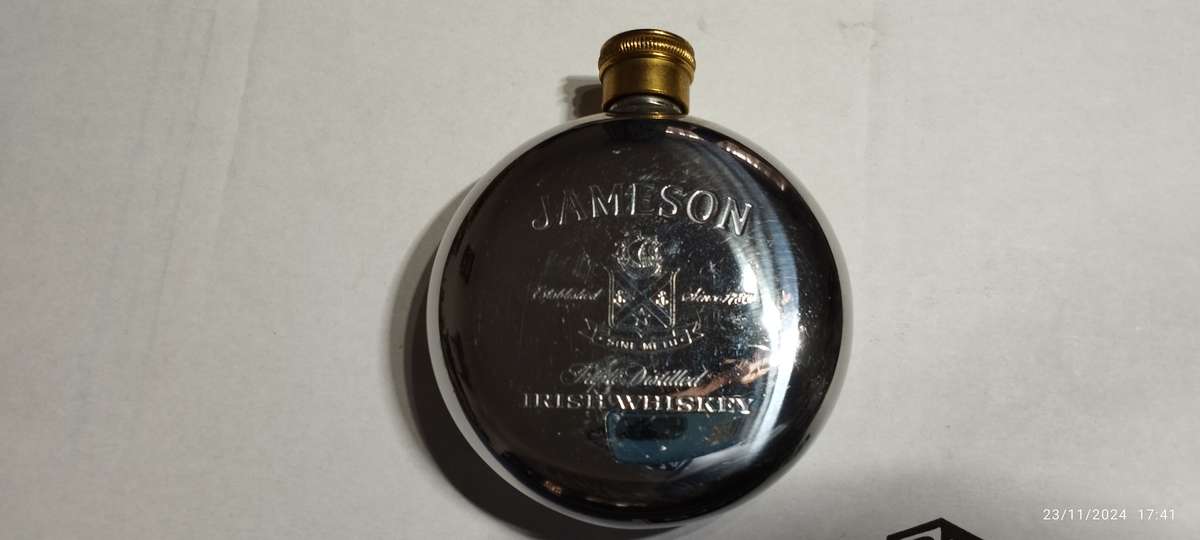 JAMESON
Established Since 1780
SINE METU
Triple Distilled
IRISH WHISKEY
23/11/2024 17:41